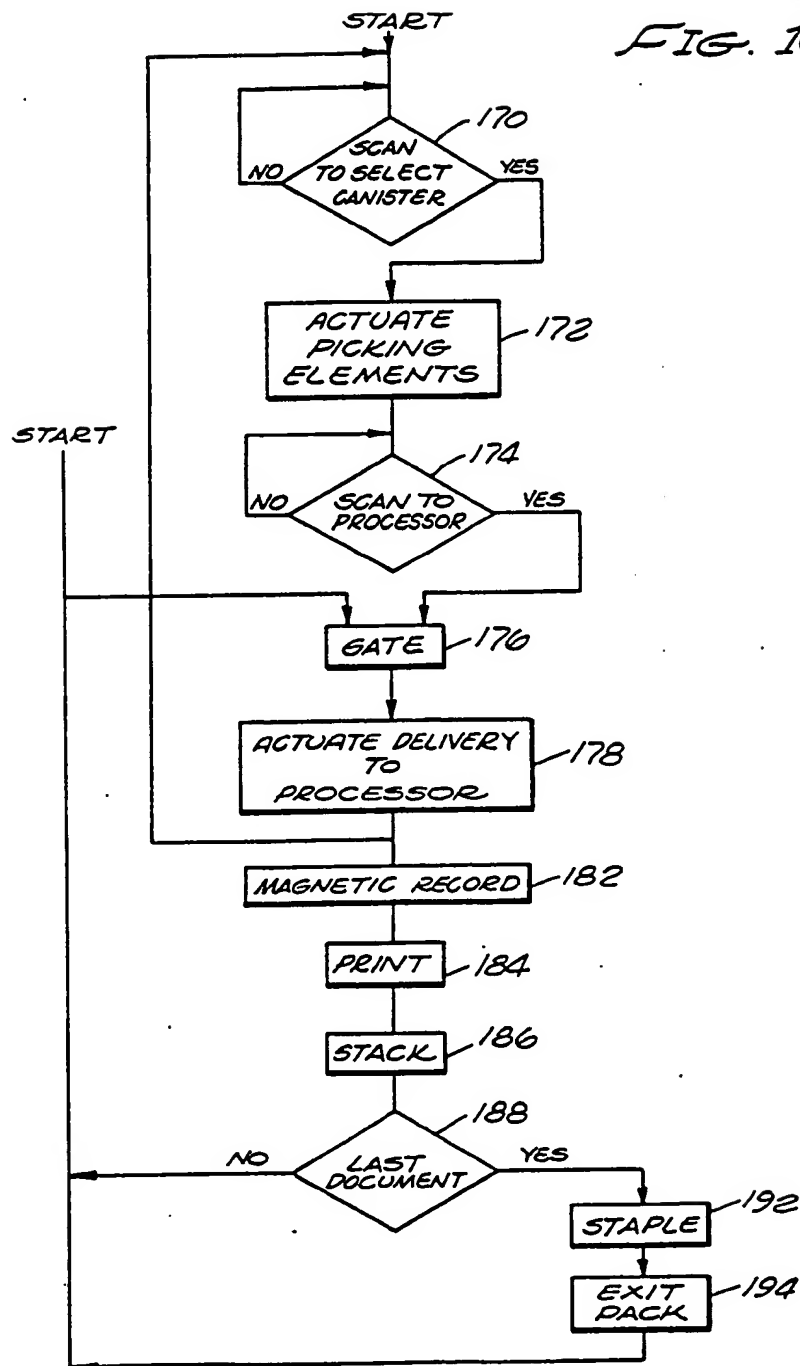 START
FIG. 1
170
SCAN
TO SELECT
CANISTER
NO
YES
ACTUATE
PICKING
ELEMENTS
172
START
174
NO
SCAN TO
PROCESSOR
YES
GATE
176
ACTUATE DELIVERY
TO
PROCESSOR
178
MAGNETIC RECORD
182
PRINT
184
STACK
186
188
NO
LAST
DOCUMENT
YES
STAPLE
192
EXIT
PACK
194